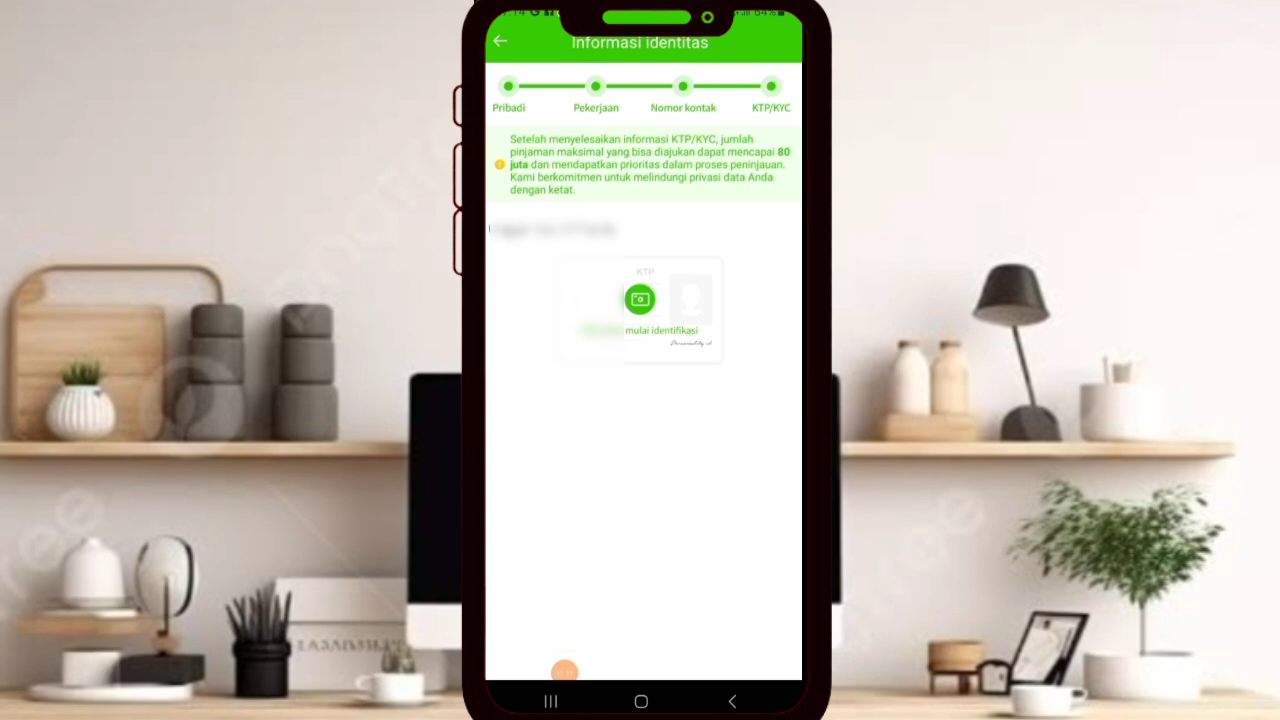 Informasi identitas
Pribadi
Pekerjaan
Nomor kontak
KTP/KYC
Setelah menyelesaikan informasi KTP/KYC, jumlah
pinjaman maksimal yang bisa diajukan dapat mencapai 80
juta dan mendapatkan prioritas dalam proses peninjauan.
Kami berkomitmen untuk melindungi privasi data Anda
dengan ketat.
KTP
mulai identifikasi